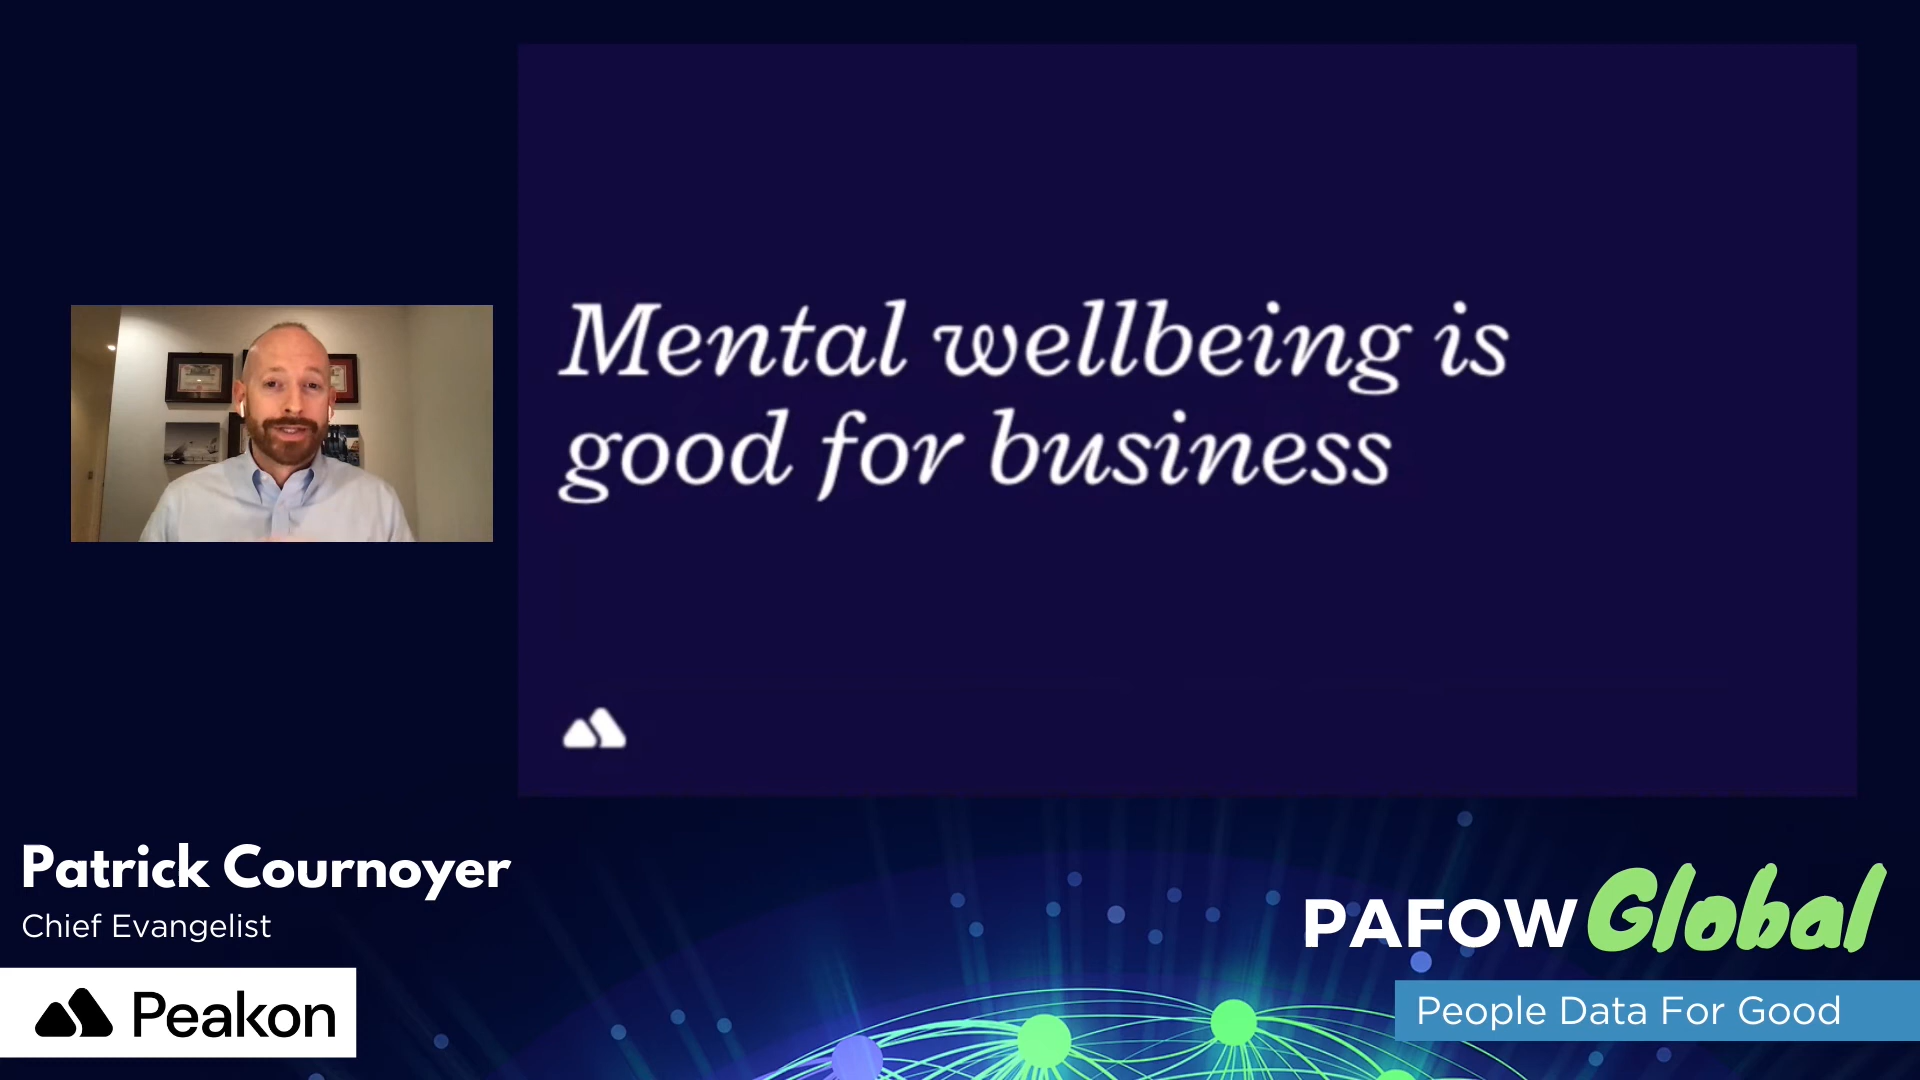 Mental wellbeing is
good for business
Patrick Cournoyer
Chief Evangelist
Peakon
PAFOW Global
People Data For Good